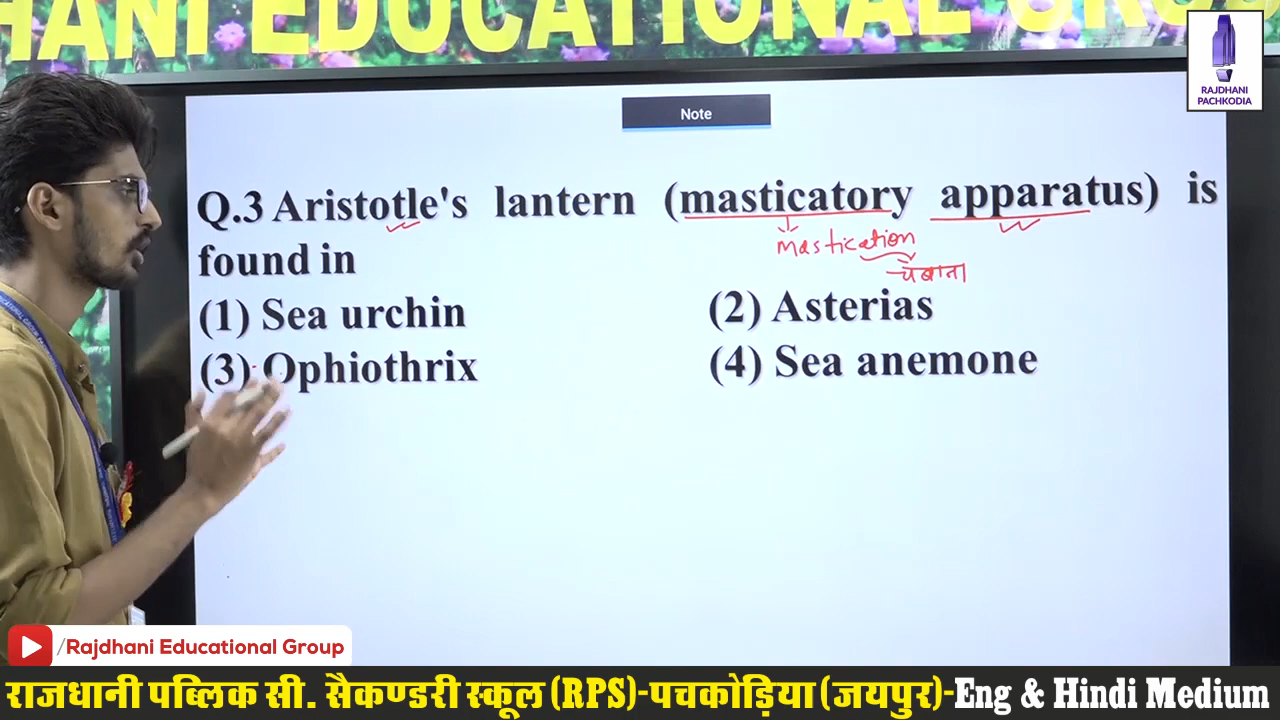 HANI EDUCATIONAL GRO
RAJDHANI
PACHKODIA
Note
Q.3 Aristotle's lantern (masticatory apparatus) is
mastication
found in
चबाना
(1) Sea urchin (2) Asterias
(3) Ophiothrix (4) Sea anemone
/Rajdhani Educational Group
राजधानी पब्लिक सी. सैकण्डरी स्कूल (RPS)-पचकोड़िया (जयपुर)-Eng & Hindi Medium